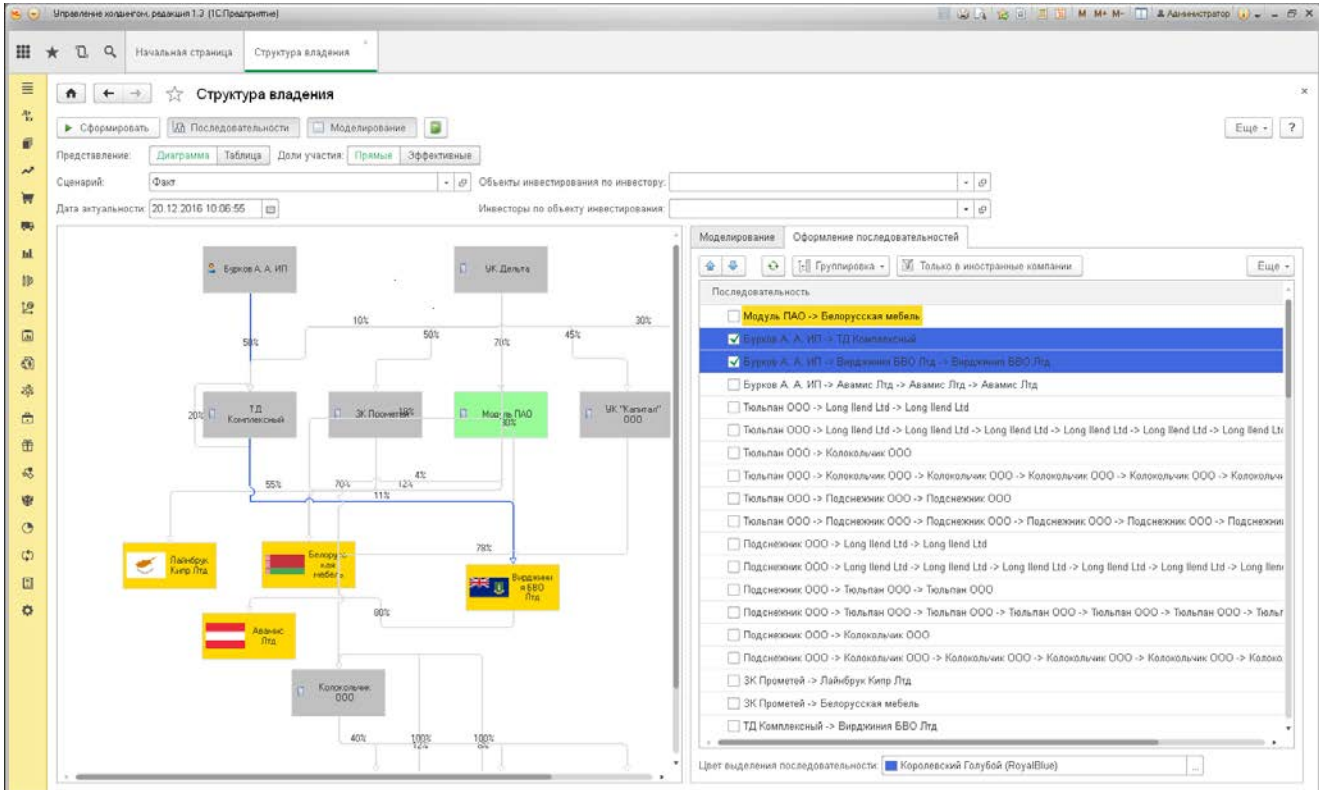 Управление холдингом, редакция 1.3 (1С:Предприятие)
M M+ M-
Администратор
Начальная страница
Структура владения
Структура владения
Сформировать
Последовательности
Моделирование
Еще
?
Представление:
Диаграмма
Таблица
Доли участия:
Прямые
Эффективные
Сценарий:
Факт
Объекты инвестирования по инвестору:
Дата актуальности:
20.12.2016 10:06:55
Инвесторы по объекту инвестирования:
Бурков А. А. ИП
УК Дельта
10%
30%
50%
50%
70%
45%
ТД
Комплексный
20%
ЗК Прометей
Модуль ПАО
УК "Капитал"
ООО
30%
4%
55%
70%
12%
11%
Лайнбрук
Кипр Лтд
Белорусс
кая
мебель
78%
Вирджини
я БВО
Лтд
Авамис
Лтд
Колокольчик
ООО
40%
100%
12%
100%
Моделирование
Оформление последовательностей
Группировка
Только в иностранные компании
Еще
Последовательность
Модуль ПАО -> Белорусская мебель
Бурков А. А. ИП -> ТД Комплексный
Бурков А. А. ИП -> Вирджиния БВО Лтд -> Вирджиния БВО Лтд
Бурков А. А. ИП -> Авамис Лтд -> Авамис Лтд -> Авамис Лтд
Тюльпан ООО -> Long llend Ltd -> Long llend Ltd
Тюльпан ООО -> Long llend Ltd -> Long llend Ltd -> Long llend Ltd -> Long llend Ltd -> Long llend Ltd -> Long llend Ltd
Тюльпан ООО -> Колокольчик ООО
Тюльпан ООО -> Колокольчик ООО -> Колокольчик ООО -> Колокольчик ООО -> Колокольчик ООО -> Колокольчи
Тюльпан ООО -> Подснежник ООО -> Подснежник ООО
Тюльпан ООО -> Подснежник ООО -> Подснежник ООО -> Подснежник ООО -> Подснежник ООО -> Подснежни
Подснежник ООО -> Long llend Ltd -> Long llend Ltd
Подснежник ООО -> Long llend Ltd -> Long llend Ltd -> Long llend Ltd -> Long llend Ltd -> Long llend Ltd -> Long llen
Подснежник ООО -> Тюльпан ООО -> Тюльпан ООО
Подснежник ООО -> Тюльпан ООО -> Тюльпан ООО -> Тюльпан ООО -> Тюльпан ООО -> Тюльпан ООО -> Тюльп
Подснежник ООО -> Колокольчик ООО
Подснежник ООО -> Колокольчик ООО -> Колокольчик ООО -> Колокольчик ООО -> Колокольчик ООО -> Колоко
ЗК Прометей -> Лайнбрук Кипр Лтд
ЗК Прометей -> Белорусская мебель
ТД Комплексный -> Вирджиния БВО Лтд
Цвет выделения последовательности:
Королевский Голубой (RoyalBlue)
...